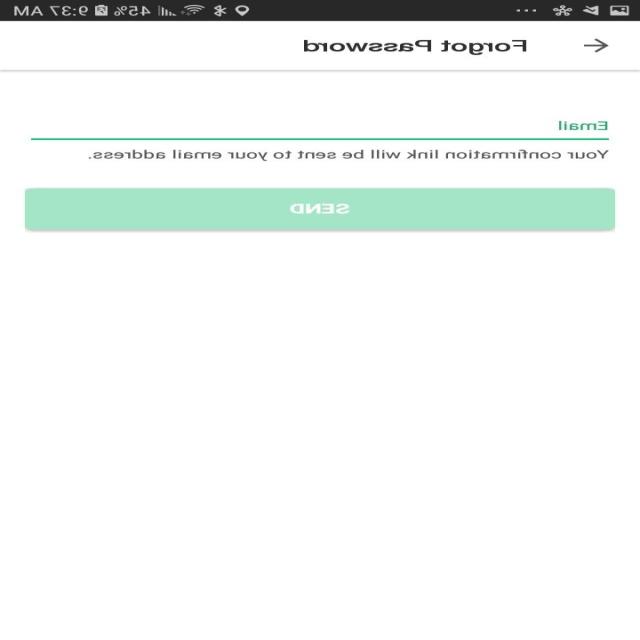 45% 9:37 AM
Forgot Password
Email
Your confirmation link will be sent to your email address.
SEND